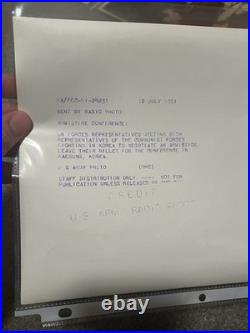 10 JULY 1951
SENT BY RADIO PHOTO
ARMISTICE CONFERENCE:
UN FORCES REPRESENTATIVES MEETING WITH
REPRESENTATIVES OF THE COMMUNIST FORCES
FIGHTING IN KOREA TO NEGOTIATE AN ARMISTICE
LEAVE THEIR BILLET FOR THE CONFERENCE IN
KAESONG, KOREA.
U S ARMY PHOTO
STAFF DISTRIBUTION ONLY NOT FOR
PUBLICATION UNLESS RELEASED
CREDIT
U.S ARMY RADIO PHOTO